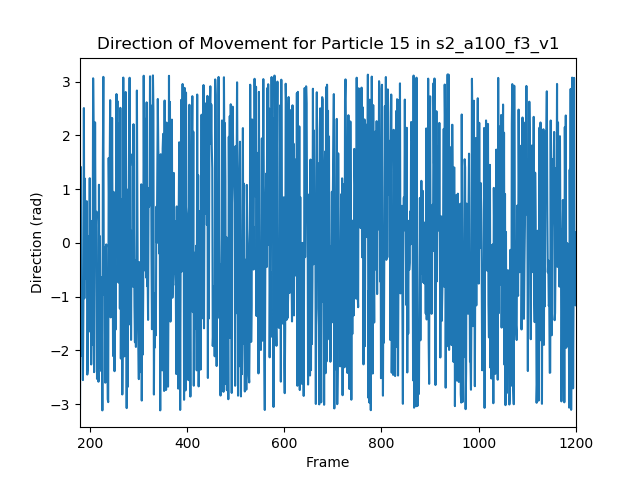 Direction of Movement for Particle 15 in s2_a100_f3_v1
3
2
1
0
−1
−2
−3
Direction (rad)
200 400 600 800 1000 1200
Frame